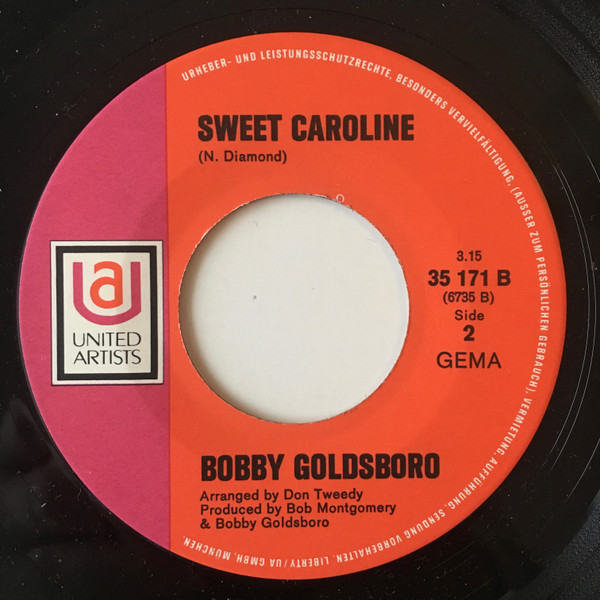 URHEBER- UND LEISTUNGSSCHUTZRECHTE, BESONDERS VERVIELFÄLTIGUNG, (AUSSER ZUM PERSÖNLICHEN GEBRAUCH), VERMIETUNG, AUFFÜHRUNG, SENDUNG VORBEHALTEN. LIBERTY/UA GMBH, MÜNCHEN.
SWEET CAROLINE
(N. Diamond)
ua
UNITED
ARTISTS
3.15
35 171 B
(6735 B)
Side
2
GEMA
BOBBY GOLDSBORO
Arranged by Don Tweedy
Produced by Bob Montgomery
& Bobby Goldsboro